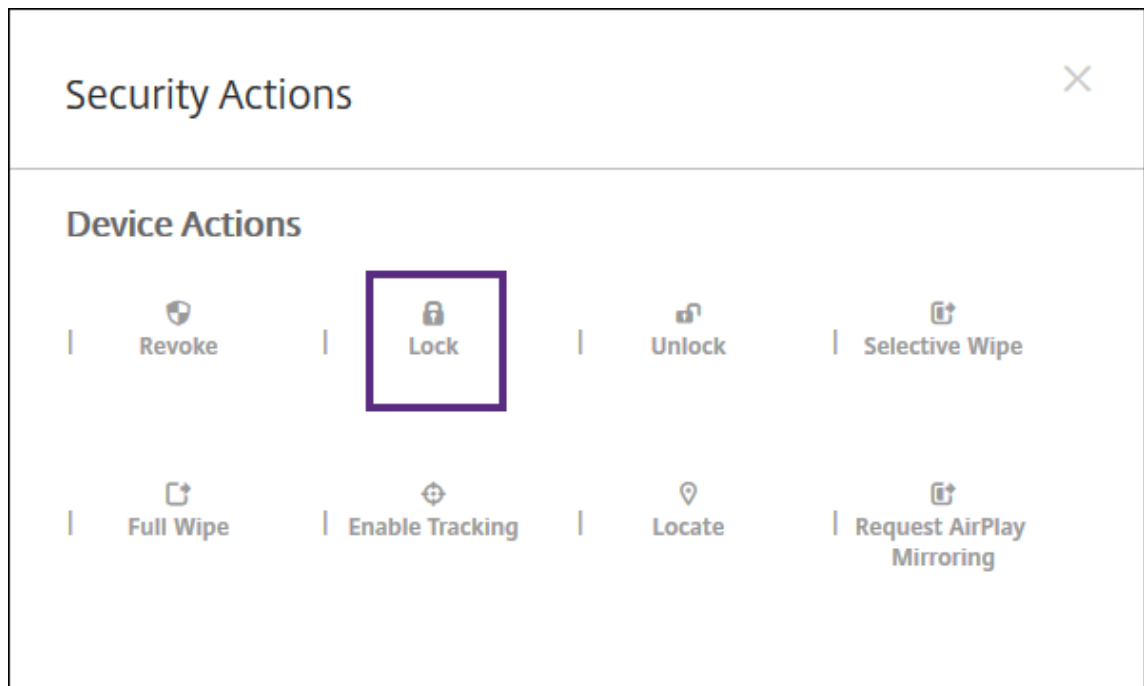 Security Actions
Device Actions
Revoke
Lock
Unlock
Selective Wipe
Full Wipe
Enable Tracking
Locate
Request AirPlay
Mirroring